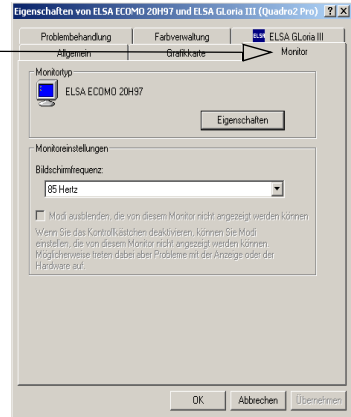 Eigenschaften von ELSA ECOMO 20H97 und ELSA GLoria III (Quadro2 Pro)
Problembehandlung
Farbverwaltung
ELSA
ELSA GLoria III
Allgemein
Grafikkarte
Monitor
Monitortyp
ELSA ECOMO 20H97
Eigenschaften
Monitoreinstellungen
Bildschirmfrequenz:
85 Hertz
Modi ausblenden, die von diesem Monitor nicht angezeigt werden können
Wenn Sie das Kontrollkästchen deaktivieren, können Sie Modi
einstellen, die von diesem Monitor nicht angezeigt werden können.
Möglicherweise treten dabei aber Probleme mit der Anzeige oder der
Hardware auf.
OK
Abbrechen
Übernehmen